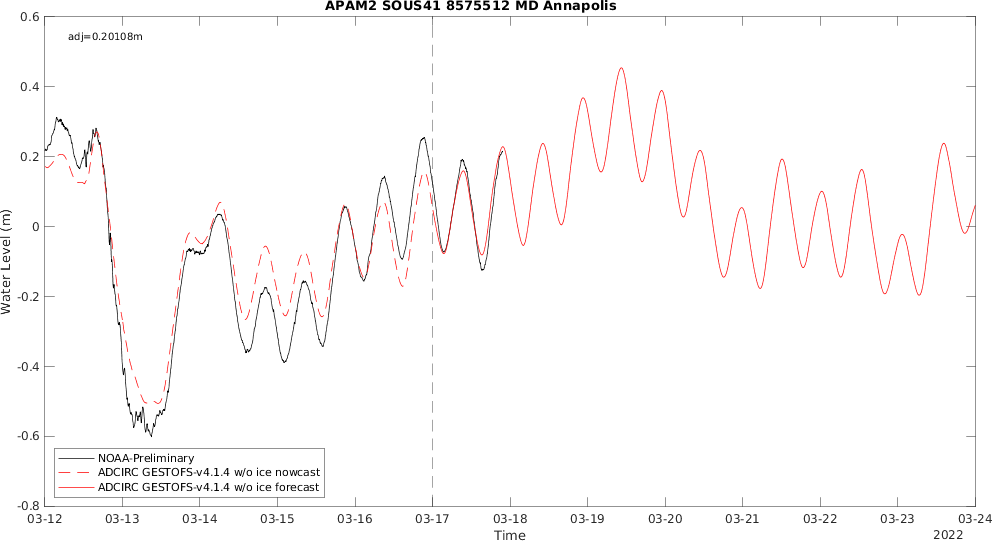 APAM2 SOUS41 8575512 MD Annapolis
adj=0.20108m
0.6
0.4
0.2
0
-0.2
-0.4
-0.6
-0.8
Water Level (m)
NOAA-Preliminary
ADCIRC GESTOFS-v4.1.4 w/o ice nowcast
ADCIRC GESTOFS-v4.1.4 w/o ice forecast
03-12 03-13 03-14 03-15 03-16 03-17 03-18 03-19 03-20 03-21 03-22 03-23 03-24
Time
2022